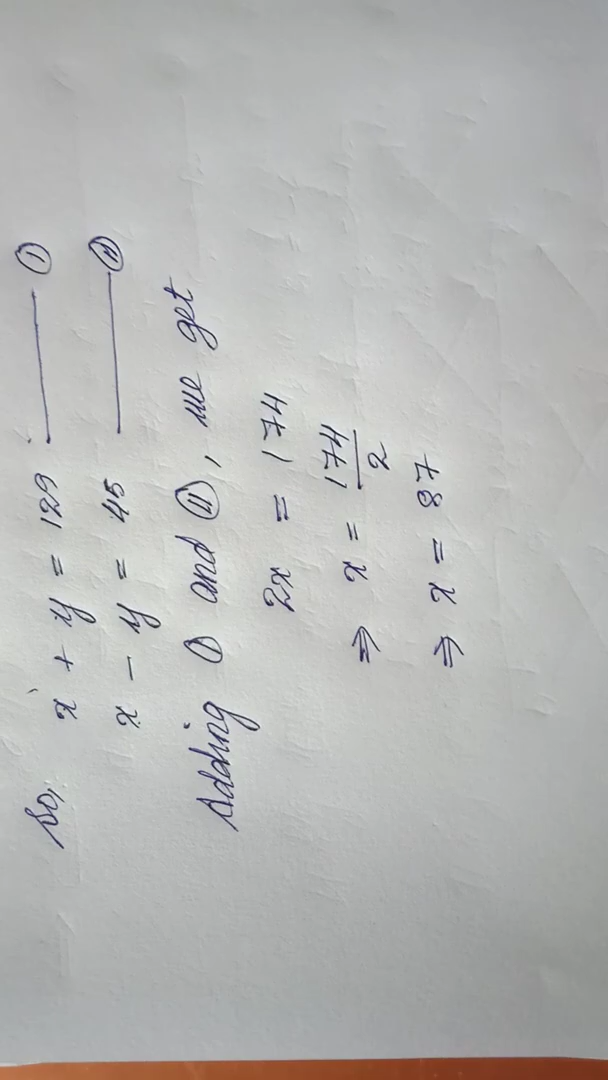 So, x + y = 129 ——— (I)
x - y = 45 ——— (II)
Adding (I) and (II), we get
2x = 174
⇒ x = 174/2
⇒ x = 87